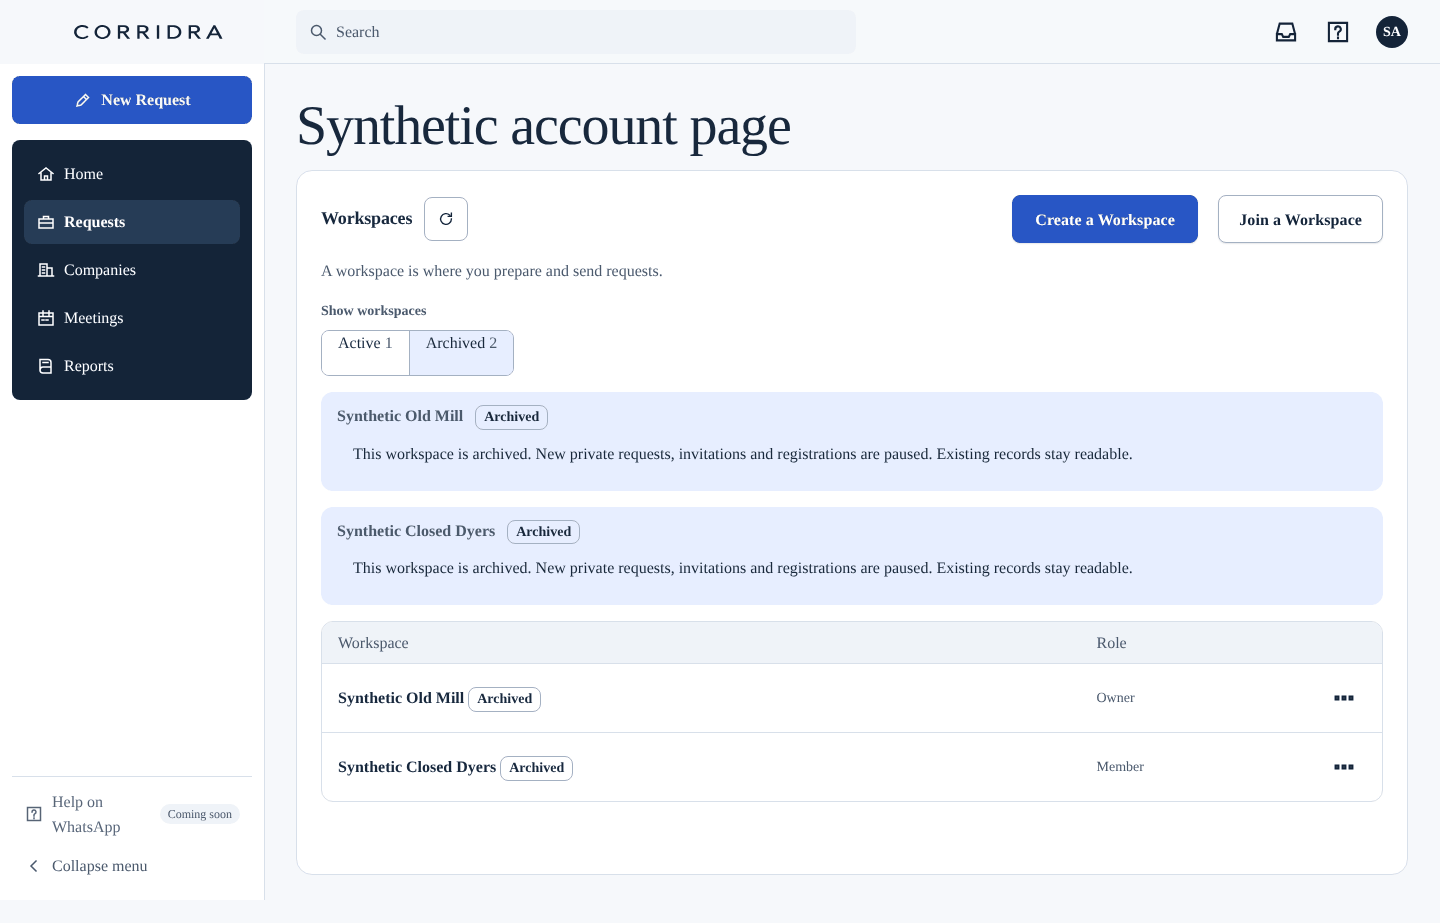 CORRIDRA
Search
SA
New Request
Home
Requests
Companies
Meetings
Reports
Help on
WhatsApp
Coming soon
Collapse menu
Synthetic account page
Workspaces
Create a Workspace
Join a Workspace
A workspace is where you prepare and send requests.
Show workspaces
Active 1
Archived 2
Synthetic Old Mill Archived
This workspace is archived. New private requests, invitations and registrations are paused. Existing records stay readable.
Synthetic Closed Dyers Archived
This workspace is archived. New private requests, invitations and registrations are paused. Existing records stay readable.
Workspace Role
Synthetic Old Mill Archived Owner
Synthetic Closed Dyers Archived Member